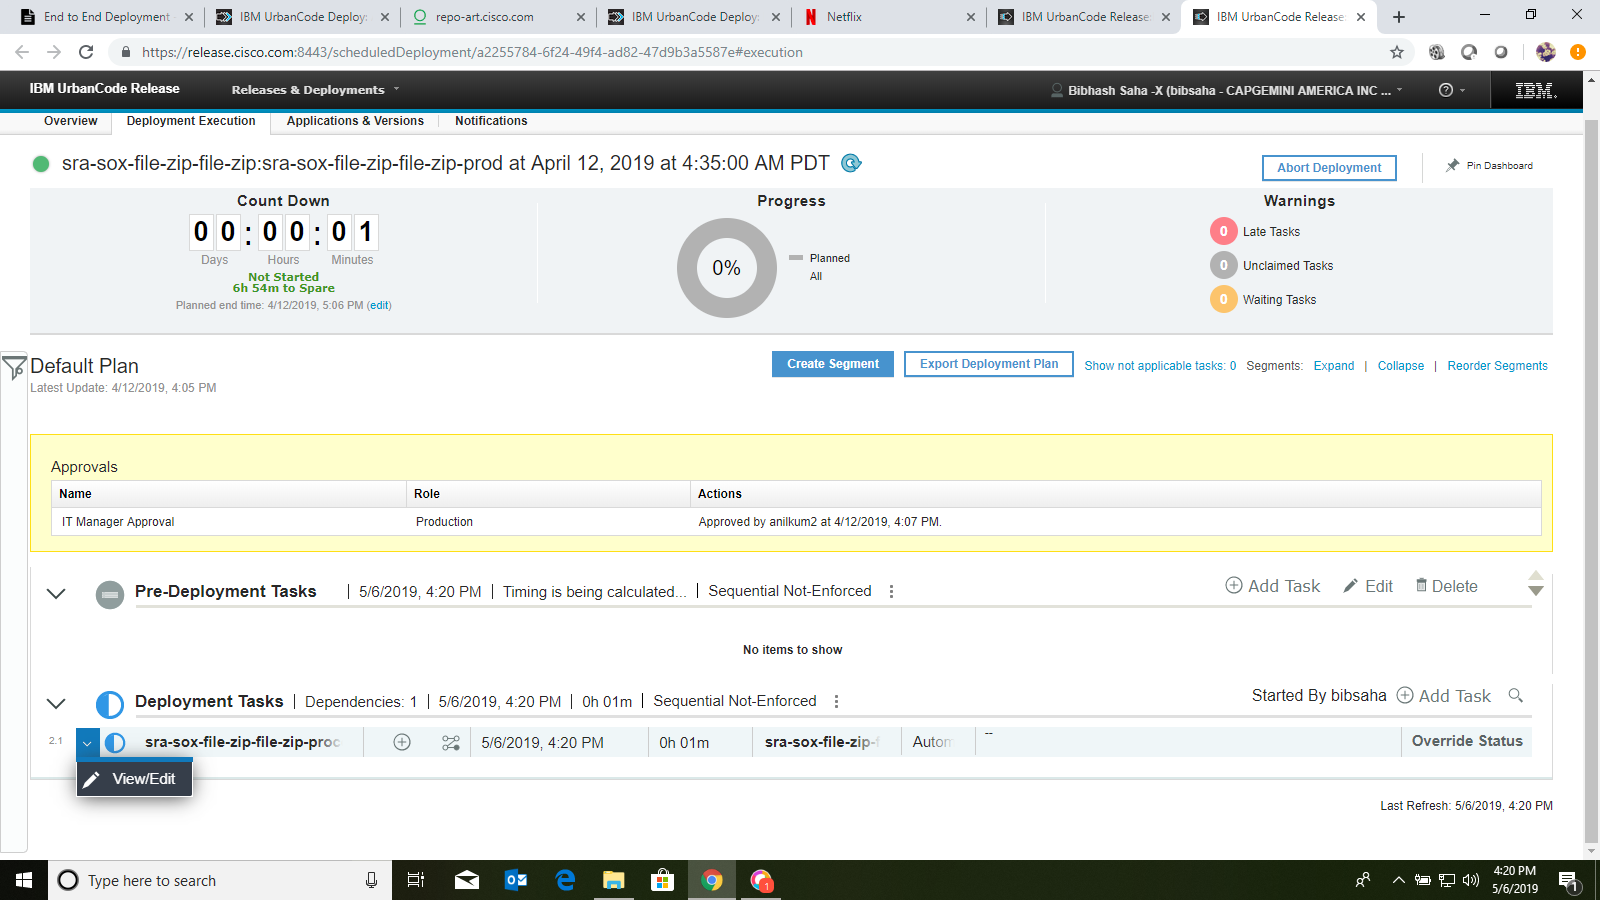 End to End Deployment
IBM UrbanCode Deploy:
repo-art.cisco.com
IBM UrbanCode Deploy:
Netflix
IBM UrbanCode Release:
IBM UrbanCode Release:
https://release.cisco.com:8443/scheduledDeployment/a2255784-6f24-49f4-ad82-47d9b3a5587e#execution
IBM UrbanCode Release
Releases & Deployments
Bibhash Saha -X (bibsaha - CAPGEMINI AMERICA INC ...
IBM.
Overview
Deployment Execution
Applications & Versions
Notifications
sra-sox-file-zip-file-zip:sra-sox-file-zip-file-zip-prod at April 12, 2019 at 4:35:00 AM PDT
Abort Deployment
Pin Dashboard
Count Down
00:00:01
Days Hours Minutes
Not Started
6h 54m to Spare
Planned end time: 4/12/2019, 5:06 PM (edit)
Progress
0%
Planned
All
Warnings
0 Late Tasks
0 Unclaimed Tasks
0 Waiting Tasks
Default Plan
Latest Update: 4/12/2019, 4:05 PM
Create Segment
Export Deployment Plan
Show not applicable tasks: 0
Segments: Expand | Collapse | Reorder Segments
Approvals
Name Role Actions
IT Manager Approval Production Approved by anilkum2 at 4/12/2019, 4:07 PM.
Pre-Deployment Tasks | 5/6/2019, 4:20 PM | Timing is being calculated... | Sequential Not-Enforced
Add Task Edit Delete
No items to show
Deployment Tasks | Dependencies: 1 | 5/6/2019, 4:20 PM | 0h 01m | Sequential Not-Enforced
Started By bibsaha Add Task
2.1 sra-sox-file-zip-file-zip-proc 5/6/2019, 4:20 PM 0h 01m sra-sox-file-zip-f Autom -- Override Status
View/Edit
Last Refresh: 5/6/2019, 4:20 PM
Type here to search
1
4:20 PM
5/6/2019
1